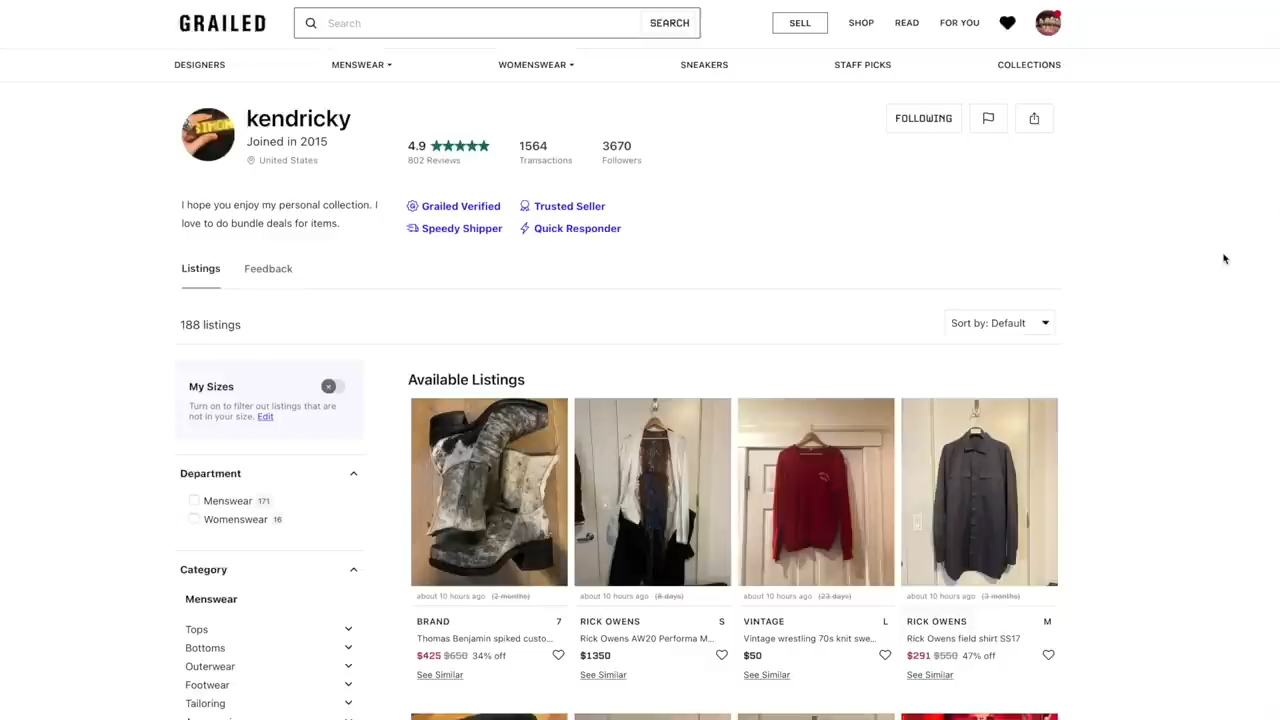 GRAILED
Search
SEARCH
SELL
SHOP
READ
FOR YOU
DESIGNERS
MENSWEAR
WOMENSWEAR
SNEAKERS
STAFF PICKS
COLLECTIONS
kendricky
Joined in 2015
United States
4.9
802 Reviews
1564
Transactions
3670
Followers
FOLLOWING
I hope you enjoy my personal collection. I
love to do bundle deals for items.
Grailed Verified
Trusted Seller
Speedy Shipper
Quick Responder
Listings
Feedback
188 listings
Sort by: Default
My Sizes
Turn on to filter out listings that are
not in your size. Edit
Department
Menswear 171
Womenswear 16
Category
Menswear
Tops
Bottoms
Outerwear
Footwear
Tailoring
Available Listings
about 10 hours ago (2 months)
BRAND 7
Thomas Benjamin spiked custo...
$425 $650 34% off
See Similar
about 10 hours ago (8 days)
RICK OWENS S
Rick Owens AW20 Performa M...
$1350
See Similar
about 10 hours ago (23 days)
VINTAGE L
Vintage wrestling 70s knit swe...
$50
See Similar
about 10 hours ago (3 months)
RICK OWENS M
Rick Owens field shirt SS17
$291 $550 47% off
See Similar